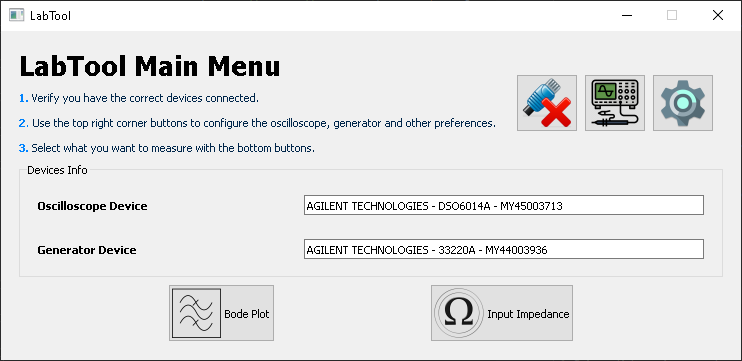 LabTool
LabTool Main Menu
1. Verify you have the correct devices connected.
2. Use the top right corner buttons to configure the oscilloscope, generator and other preferences.
3. Select what you want to measure with the bottom buttons.
Devices Info
Oscilloscope Device
AGILENT TECHNOLOGIES - DSO6014A - MY45003713
Generator Device
AGILENT TECHNOLOGIES - 33220A - MY44003936
Bode Plot
Ω
Input Impedance